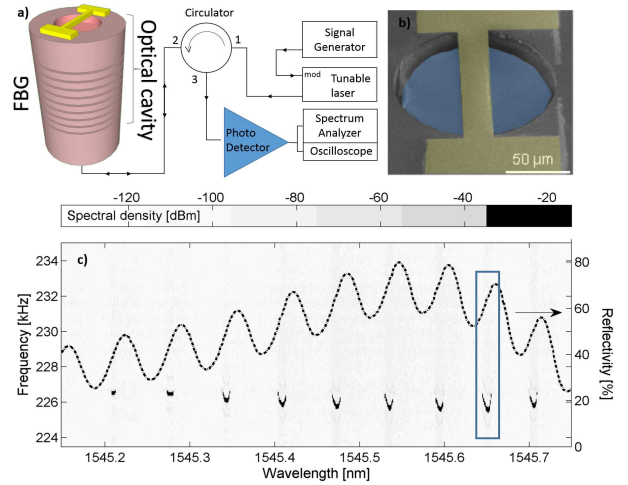 a)
FBG
Optical cavity
Circulator
2
1
3
Signal
Generator
mod
Tunable
laser
Photo
Detector
Spectrum
Analyzer
Oscilloscope
b)
50 µm
-120 -100 -80 -60 -40 -20
Spectral density [dBm]
c)
Frequency [kHz]
234
232
230
228
226
224
80
60
40
20
0
Reflectivity [%]
1545.2 1545.3 1545.4 1545.5 1545.6 1545.7
Wavelength [nm]